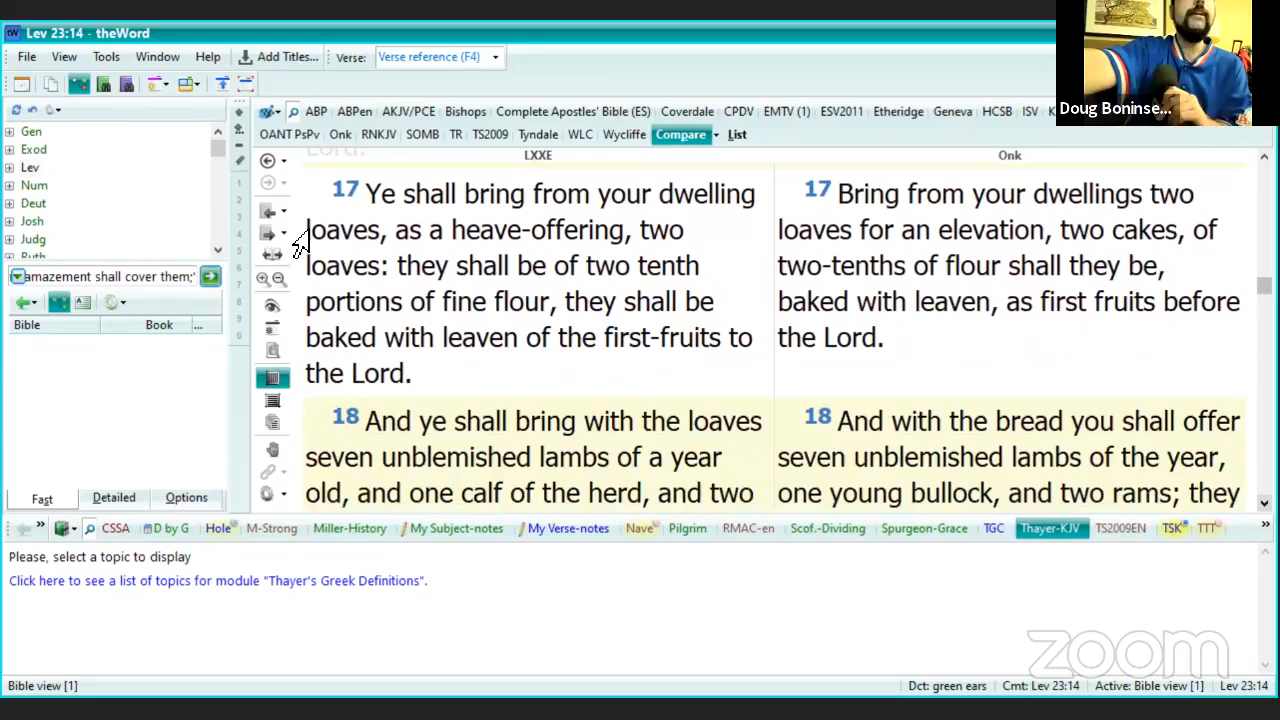 Lev 23:14 - theWord
File View Tools Window Help Add Titles... Verse: Verse reference (F4)
Doug Boninse...
Gen
Exod
Lev
Num
Deut
Josh
Judg
Ruth
amazement shall cover them;'
Bible Book ...
Fast Detailed Options
ABP ABPen AKJV/PCE Bishops Complete Apostles' Bible (ES) Coverdale CPDV EMTV (1) ESV2011 Etheridge Geneva HCSB ISV
OANT PsPv Onk RNKJV SOMB TR TS2009 Tyndale WLC Wycliffe Compare List
LXXE Onk
Lord.
17 Ye shall bring from your dwelling
loaves, as a heave-offering, two
loaves: they shall be of two tenth
portions of fine flour, they shall be
baked with leaven of the first-fruits to
the Lord.
17 Bring from your dwellings two
loaves for an elevation, two cakes, of
two-tenths of flour shall they be,
baked with leaven, as first fruits before
the Lord.
18 And ye shall bring with the loaves
seven unblemished lambs of a year
old, and one calf of the herd, and two
18 And with the bread you shall offer
seven unblemished lambs of the year,
one young bullock, and two rams; they
CSSA D by G Hole M-Strong Miller-History My Subject-notes My Verse-notes Nave Pilgrim RMAC-en Scof.-Dividing Spurgeon-Grace TGC Thayer-KJV TS2009EN TSK TTT
Please, select a topic to display
Click here to see a list of topics for module "Thayer's Greek Definitions".
zoom
Bible view [1] Dct: green ears Cmt: Lev 23:14 Active: Bible view [1] Lev 23:14